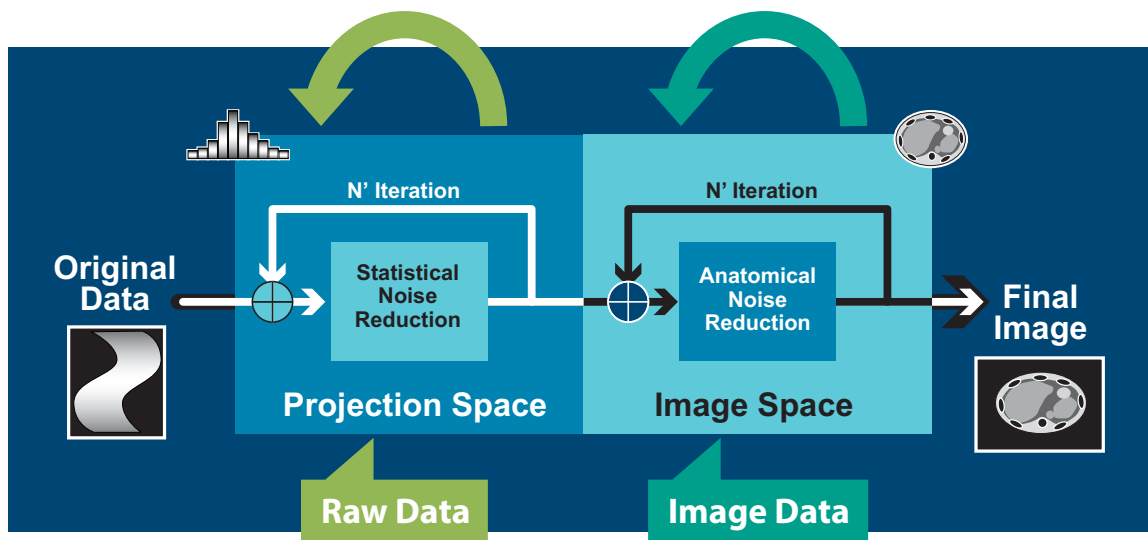 N’ Iteration
N’ Iteration
Original
Data
Statistical
Noise
Reduction
Anatomical
Noise
Reduction
Final
Image
Projection Space
Image Space
Raw Data
Image Data